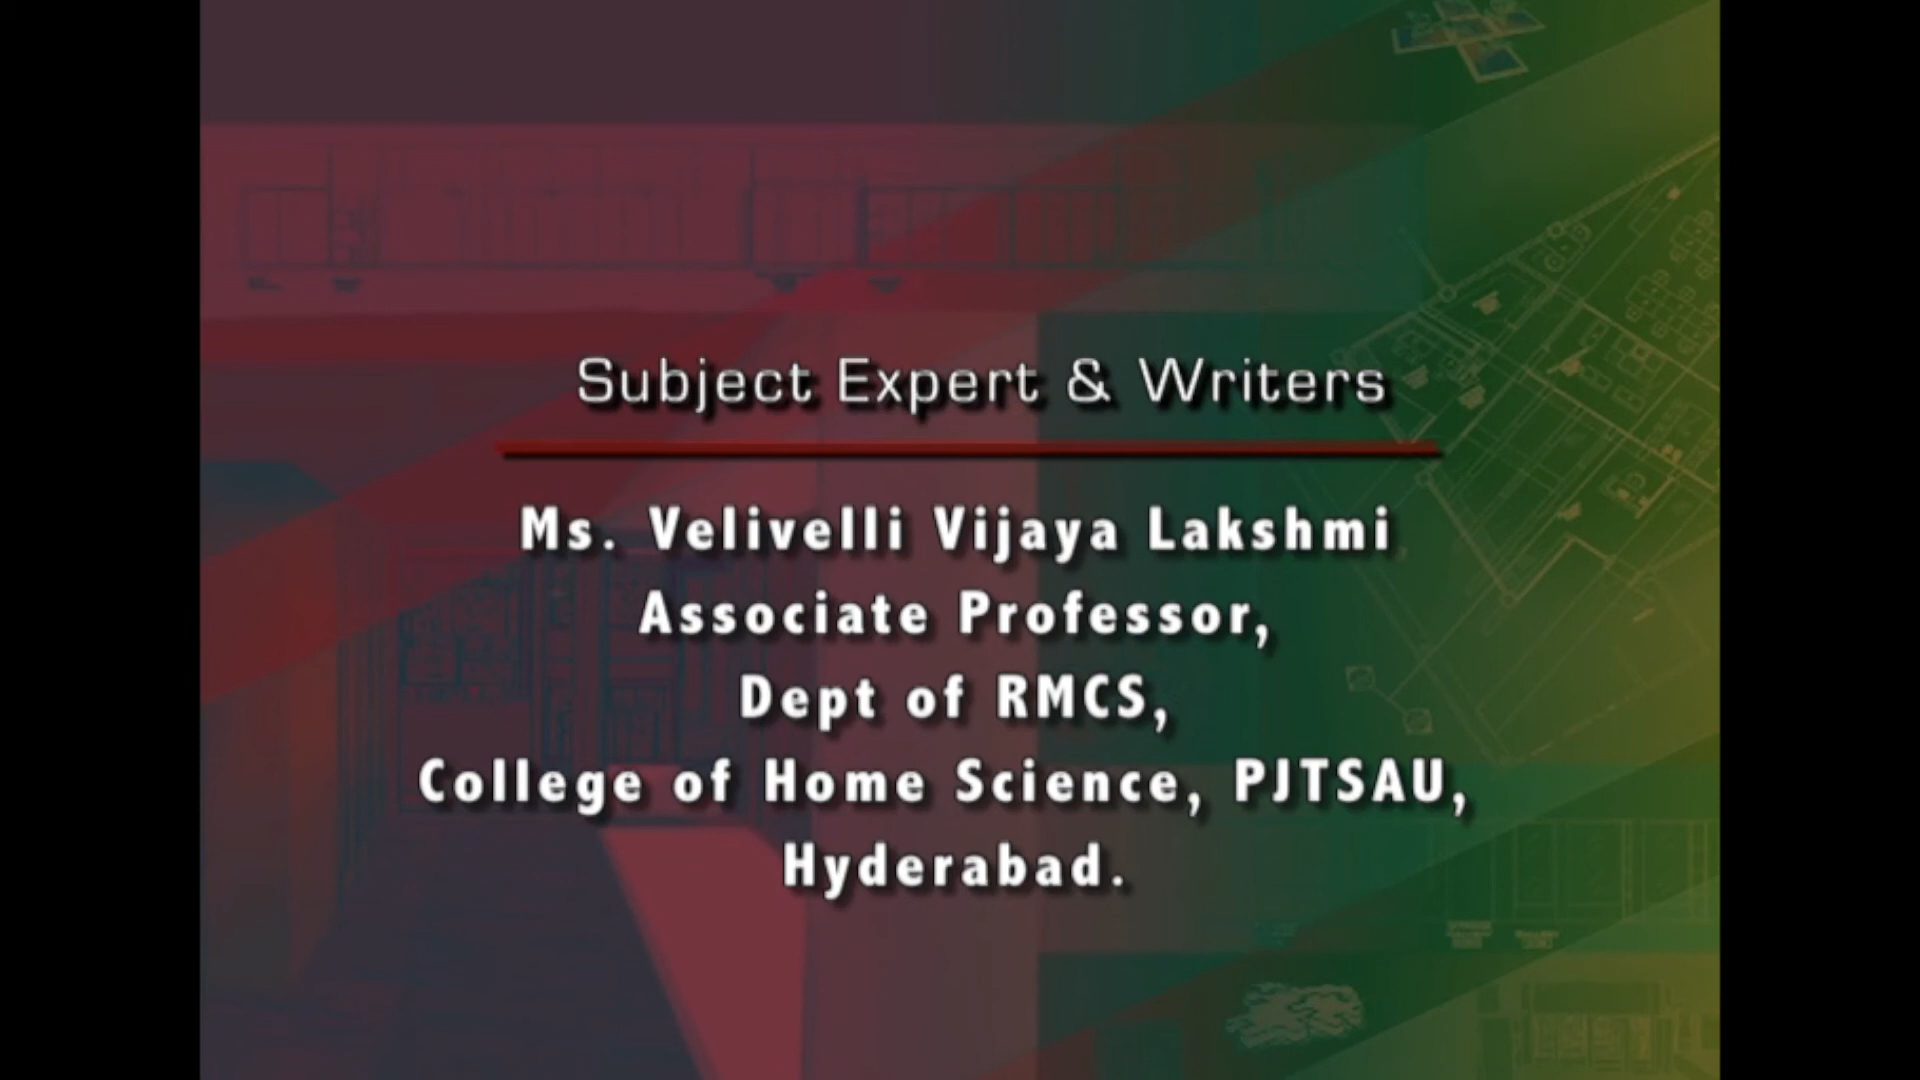 Subject Expert & Writers
Ms. Velivelli Vijaya Lakshmi
Associate Professor,
Dept of RMCS,
College of Home Science, PJTSAU,
Hyderabad.